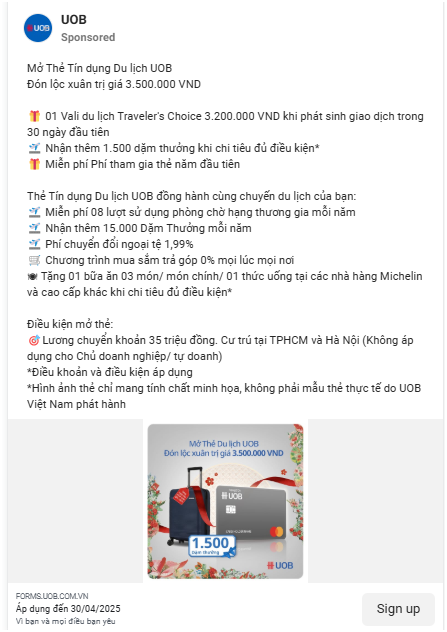 UOB
Sponsored
Mở Thẻ Tín dụng Du lịch UOB
Đón lộc xuân trị giá 3.500.000 VND
🎁 01 Vali du lịch Traveler's Choice 3.200.000 VND khi phát sinh giao dịch trong
30 ngày đầu tiên
🛫 Nhận thêm 1.500 dặm thưởng khi chi tiêu đủ điều kiện*
🎁 Miễn phí Phí tham gia thẻ năm đầu tiên
Thẻ Tín dụng Du lịch UOB đồng hành cùng chuyến du lịch của bạn:
🛫 Miễn phí 08 lượt sử dụng phòng chờ hạng thương gia mỗi năm
🛫 Nhận thêm 15.000 Dặm Thưởng mỗi năm
🛫 Phí chuyển đổi ngoại tệ 1,99%
🛒 Chương trình mua sắm trả góp 0% mọi lúc mọi nơi
🍽 Tặng 01 bữa ăn 03 món/ món chính/ 01 thức uống tại các nhà hàng Michelin
và cao cấp khác khi chi tiêu đủ điều kiện*
Điều kiện mở thẻ:
🎯 Lương chuyển khoản 35 triệu đồng. Cư trú tại TPHCM và Hà Nội (Không áp
dụng cho Chủ doanh nghiệp/ tự doanh)
*Điều khoản và điều kiện áp dụng
*Hình ảnh thẻ chỉ mang tính chất minh họa, không phải mẫu thẻ thực tế do UOB
Việt Nam phát hành
Mở Thẻ Du lịch UOB
Đón lộc xuân trị giá 3.500.000 VND
UOB
1.500
Dặm thưởng
UOB
FORMS.UOB.COM.VN
Áp dụng đến 30/04/2025
Vì bạn và mọi điều bạn yêu
Sign up